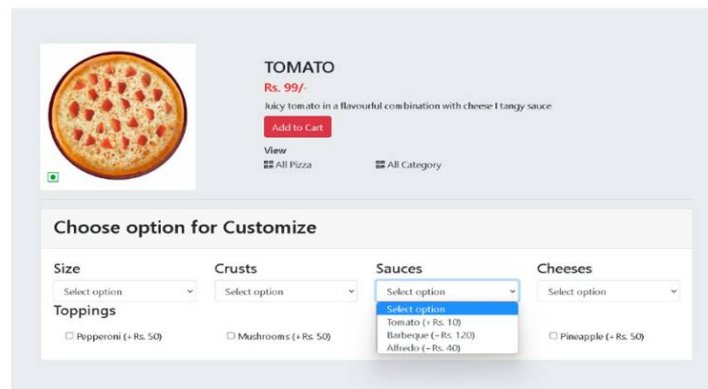 TOMATO
Rs. 99/-
Juicy tomato in a flavourful combination with cheese I tangy sauce
Add to Cart
View
All Pizza All Category
Choose option for Customize
Size Crusts Sauces Cheeses
Select option Select option Select option Select option
Toppings
Select option
Tomato (+Rs. 10)
Barbeque (+Rs. 120)
Alfredo (+Rs. 40)
Pepperoni (+Rs. 50) Mushrooms (+Rs. 50) Pineapple (+Rs. 50)